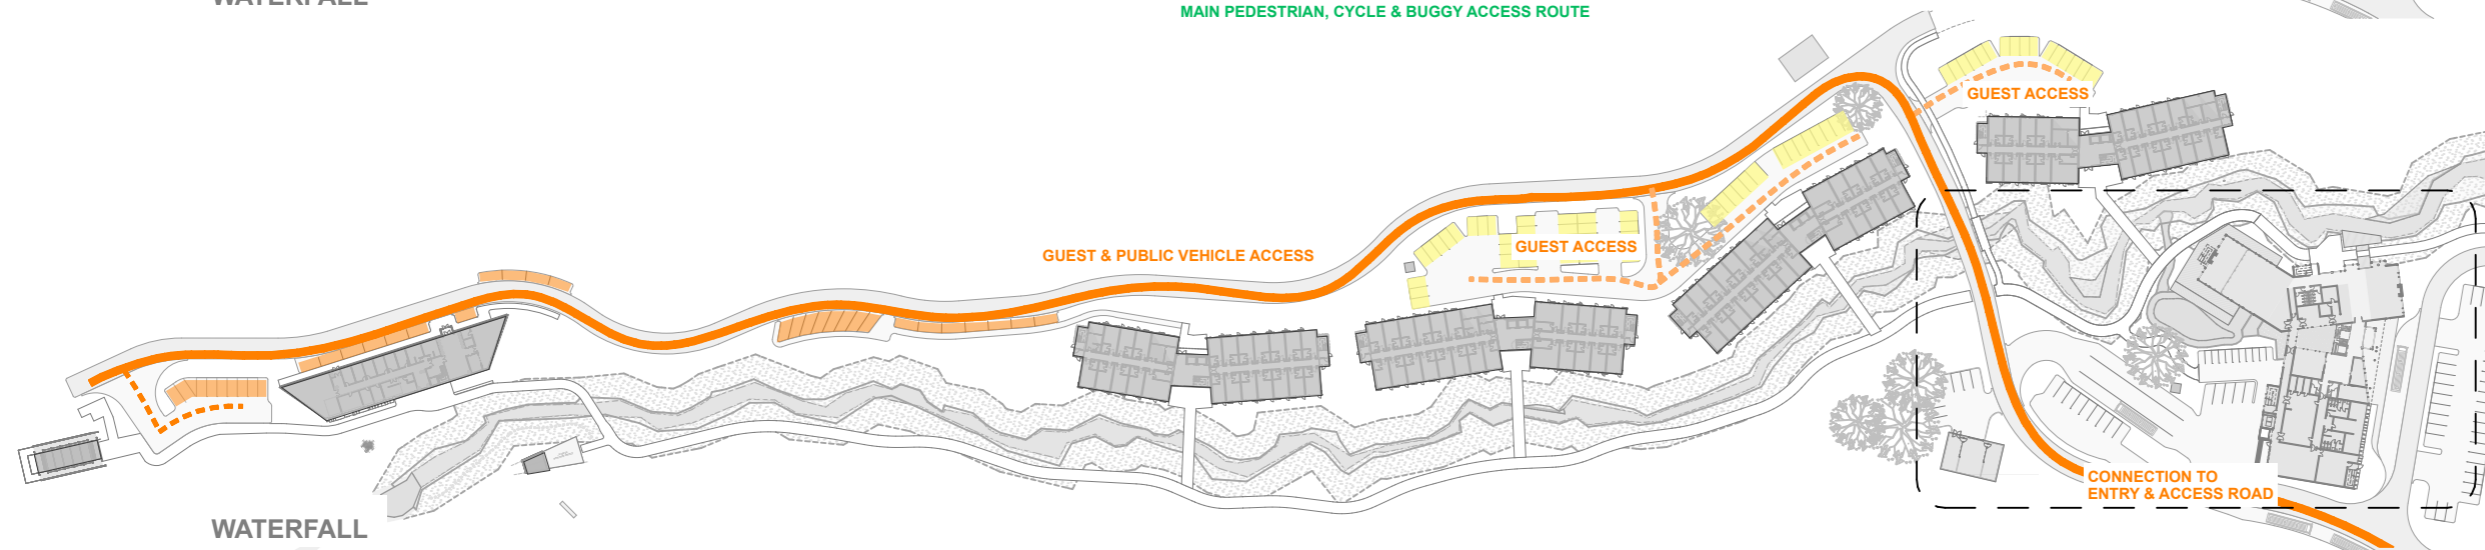 WATERFALL
MAIN PEDESTRIAN, CYCLE & BUGGY ACCESS ROUTE
GUEST ACCESS
GUEST & PUBLIC VEHICLE ACCESS
GUEST ACCESS
CONNECTION TO
ENTRY & ACCESS ROAD
WATERFALL